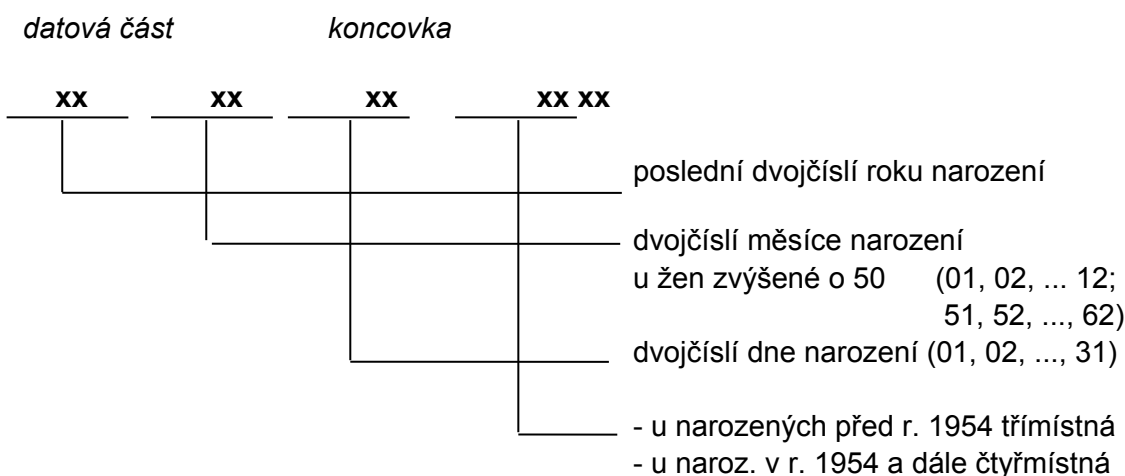 datová část koncovka
xx xx xx xx xx
poslední dvojčíslí roku narození
dvojčíslí měsíce narození
u žen zvýšené o 50 (01, 02, ... 12;
51, 52, ..., 62)
dvojčíslí dne narození (01, 02, ..., 31)
- u narozených před r. 1954 třímístná
- u naroz. v r. 1954 a dále čtyřmístná